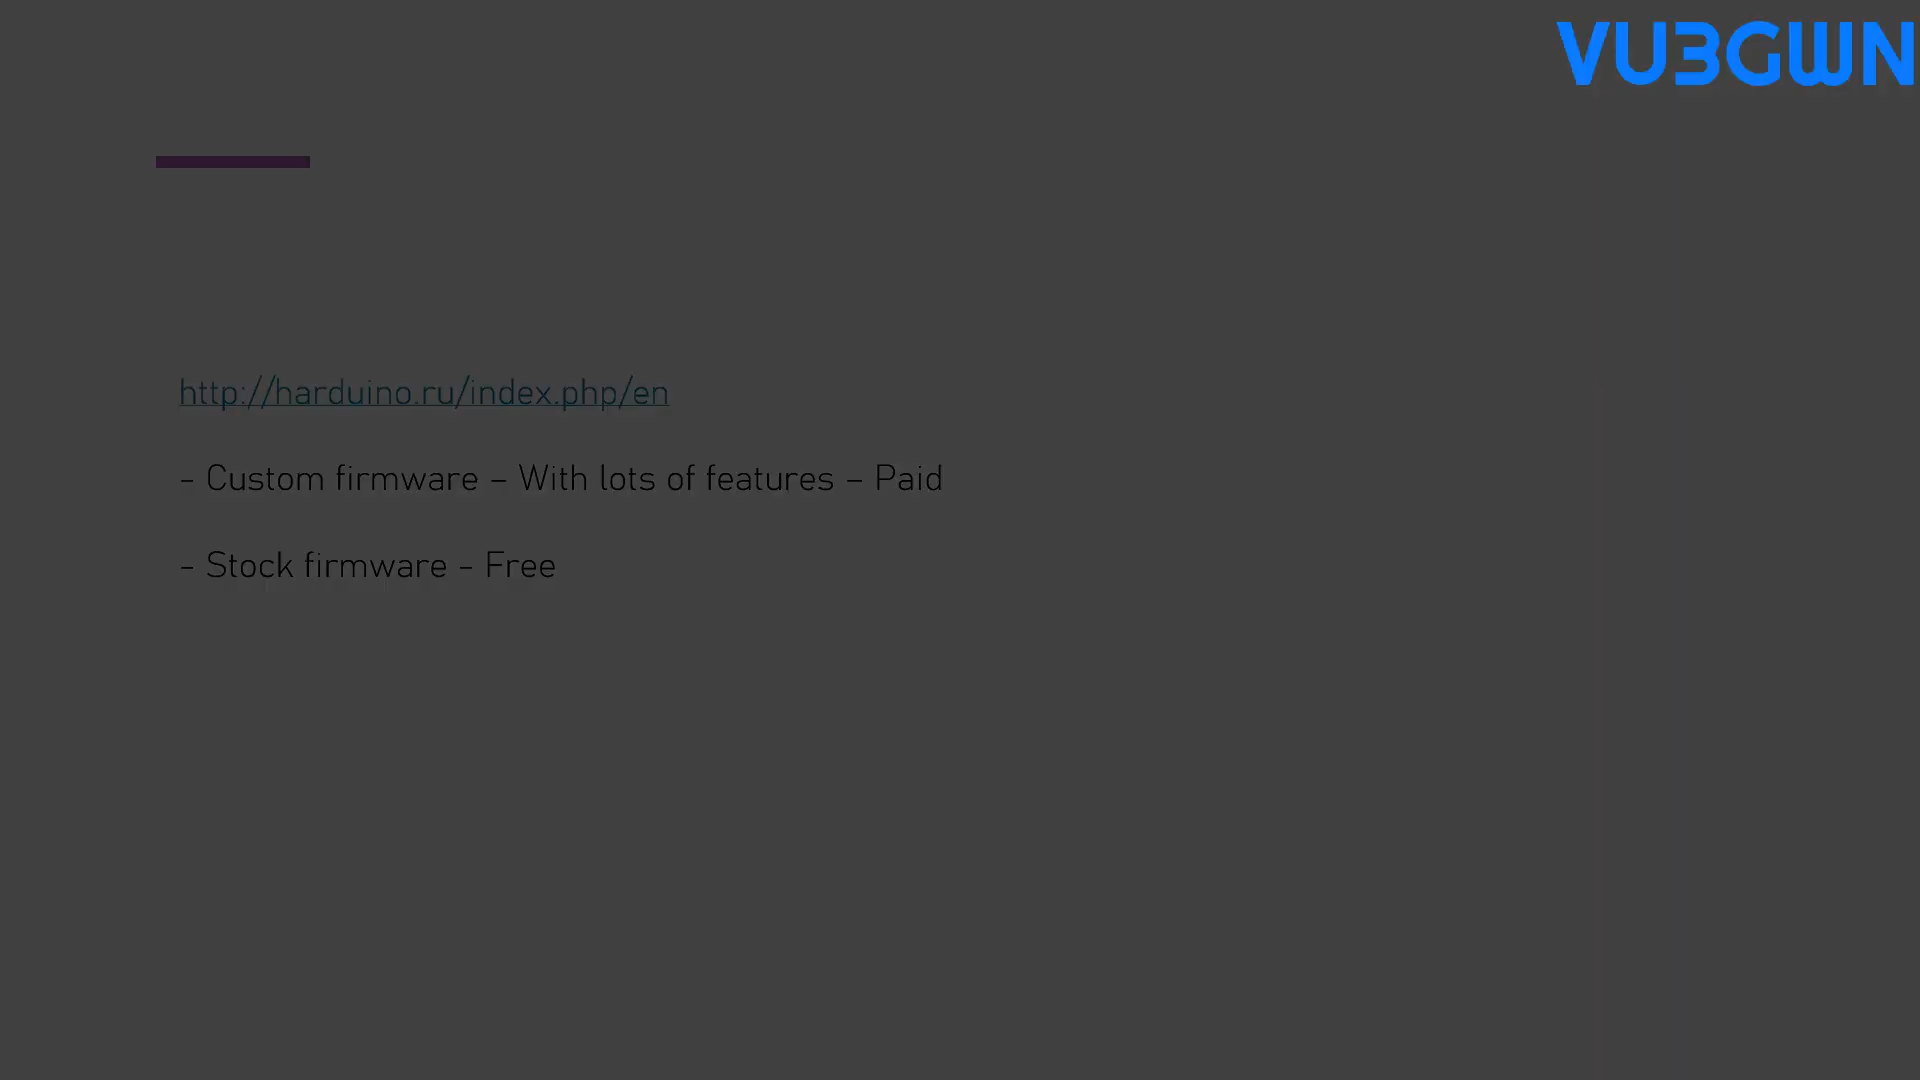 VU3GWN
http://harduino.ru/index.php/en
- Custom firmware – With lots of features – Paid
- Stock firmware - Free